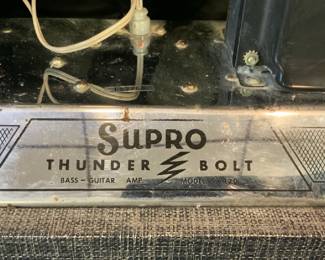 SUPRO
THUNDER BOLT
BASS - GUITAR AMP MODEL